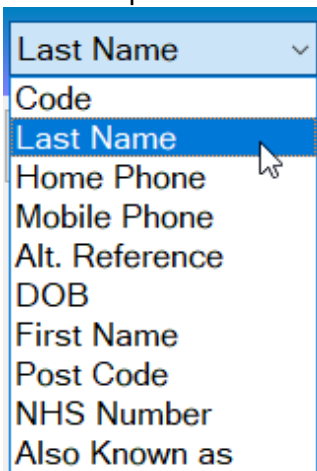 Last Name
Code
Last Name
Home Phone
Mobile Phone
Alt. Reference
DOB
First Name
Post Code
NHS Number
Also Known as